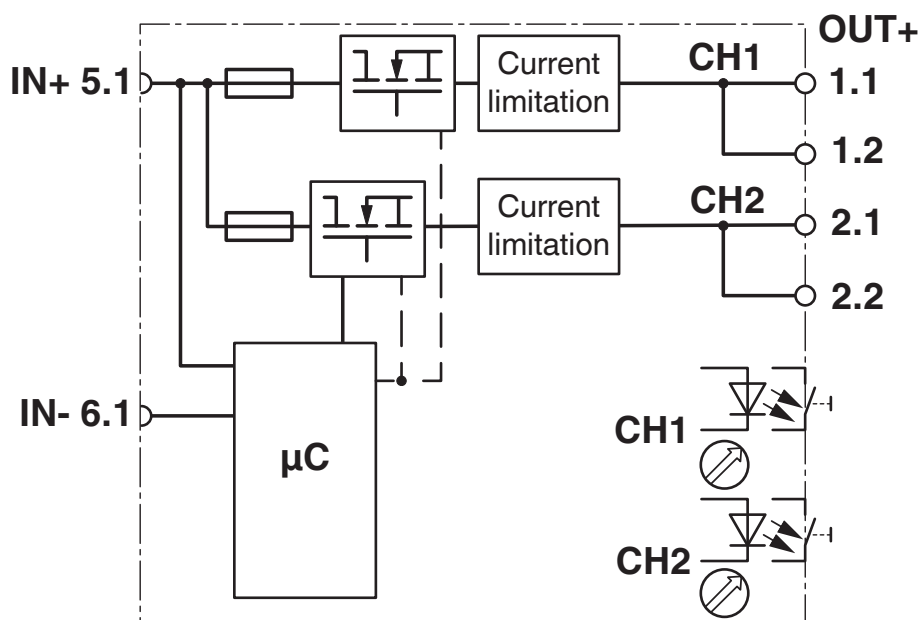 OUT+
IN+ 5.1
Current
limitation
CH1
1.1
1.2
Current
limitation
CH2
2.1
2.2
IN- 6.1
µC
CH1
CH2